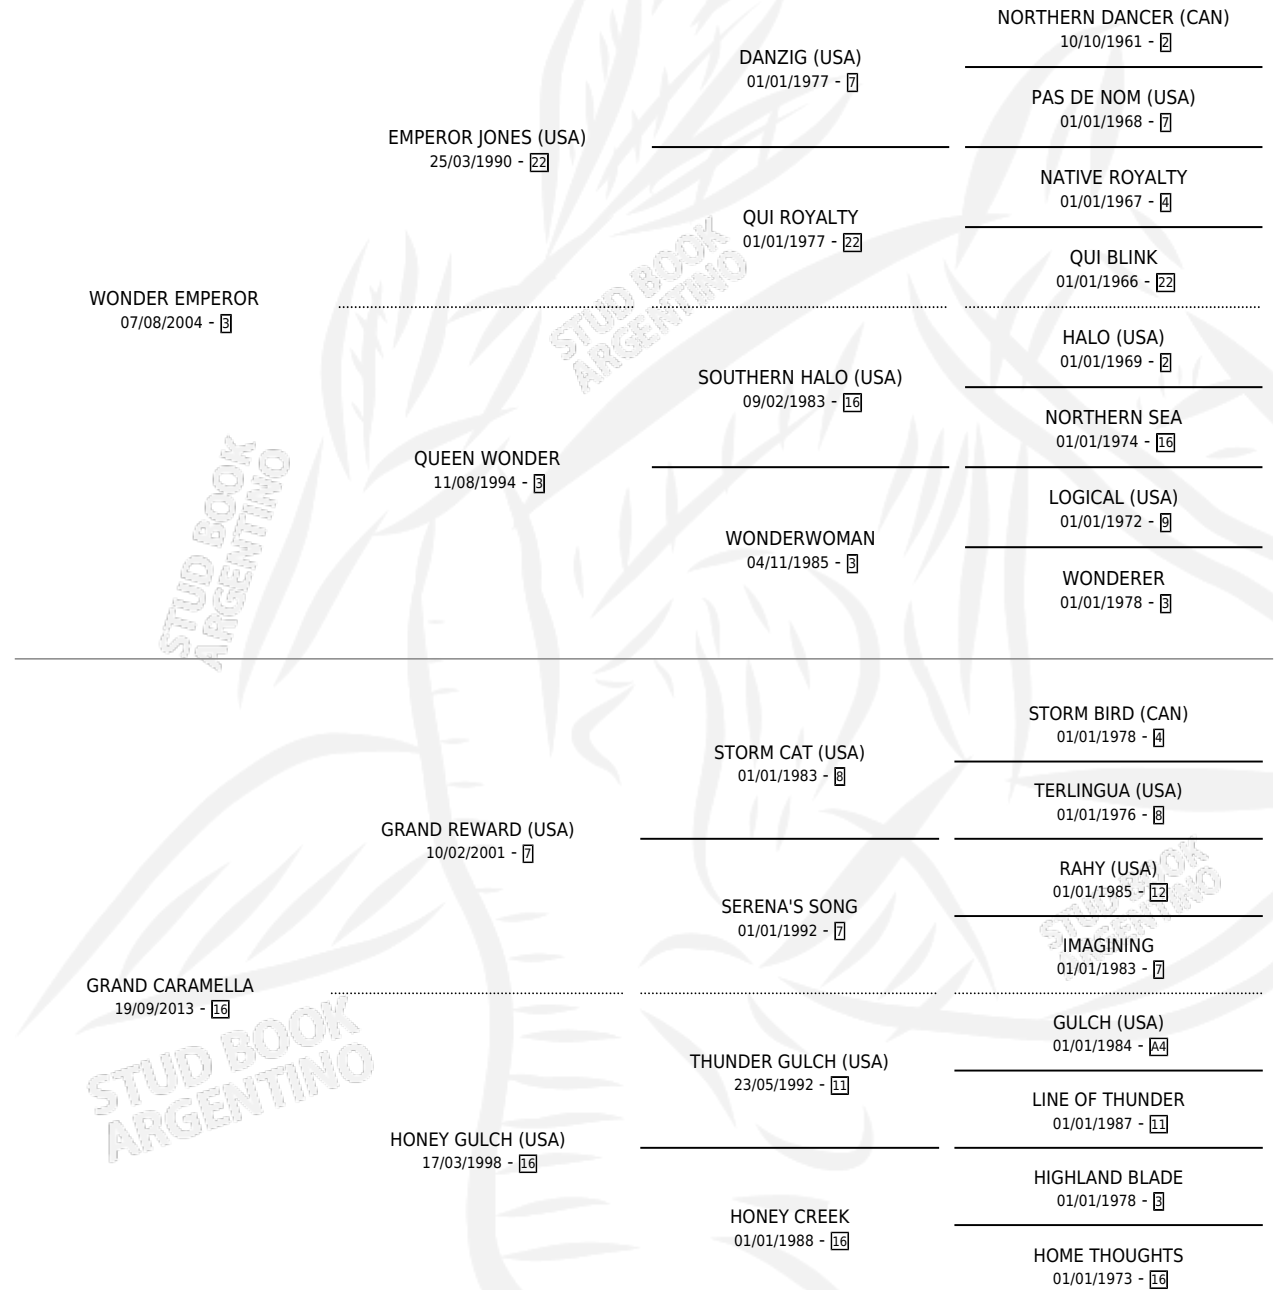 NORTHERN DANCER (CAN)
10/10/1961 - 2
DANZIG (USA)
01/01/1977 - 7
PAS DE NOM (USA)
01/01/1968 - 7
EMPEROR JONES (USA)
25/03/1990 - 22
NATIVE ROYALTY
01/01/1967 - 4
QUI ROYALTY
01/01/1977 - 22
QUI BLINK
01/01/1966 - 22
WONDER EMPEROR
07/08/2004 - 3
STUD BOOK
ARGENTINO
HALO (USA)
01/01/1969 - 2
SOUTHERN HALO (USA)
09/02/1983 - 16
NORTHERN SEA
01/01/1974 - 16
QUEEN WONDER
11/08/1994 - 3
LOGICAL (USA)
01/01/1972 - 9
WONDERWOMAN
04/11/1985 - 3
WONDERER
01/01/1978 - 3
STUD BOOK
ARGENTINO
STORM BIRD (CAN)
01/01/1978 - 4
STORM CAT (USA)
01/01/1983 - 8
TERLINGUA (USA)
01/01/1976 - 8
GRAND REWARD (USA)
10/02/2001 - 7
RAHY (USA)
01/01/1985 - 12
SERENA'S SONG
01/01/1992 - 7
IMAGINING
01/01/1983 - 7
STUD BOOK
ARGENTINO
GRAND CARAMELLA
19/09/2013 - 16
GULCH (USA)
01/01/1984 - A4
THUNDER GULCH (USA)
23/05/1992 - 11
LINE OF THUNDER
01/01/1987 - 11
HONEY GULCH (USA)
17/03/1998 - 16
HIGHLAND BLADE
01/01/1978 - 3
HONEY CREEK
01/01/1988 - 16
HOME THOUGHTS
01/01/1973 - 16
STUD BOOK
ARGENTINO